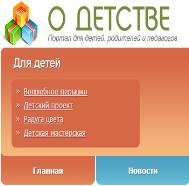 О ДЕТСТВЕ
Портал для детей, родителей и педагогов
Для детей
Волшебное перышко
Детский проект
Радуга цвета
Детская мастерская
Главная
Новости